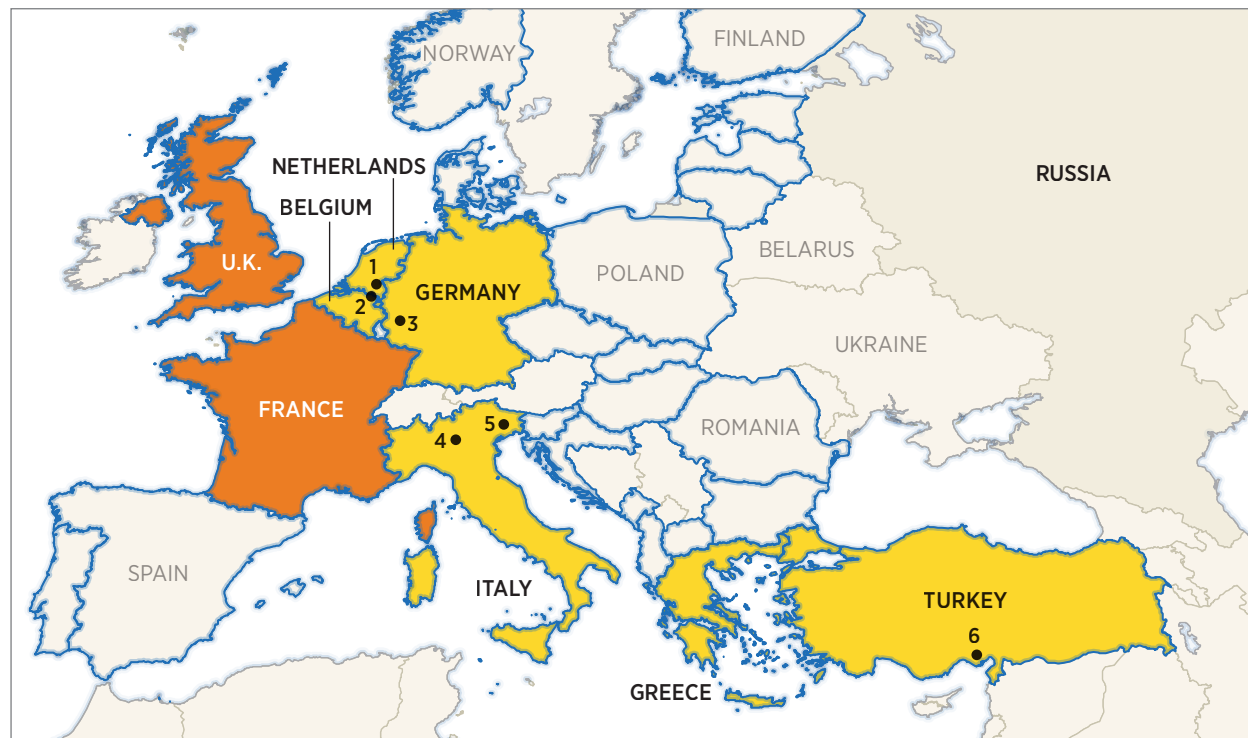 NORWAY
FINLAND
NETHERLANDS
RUSSIA
BELGIUM
BELARUS
U.K.
1
POLAND
GERMANY
2
3
UKRAINE
FRANCE
5
ROMANIA
4
SPAIN
ITALY
TURKEY
6
GREECE